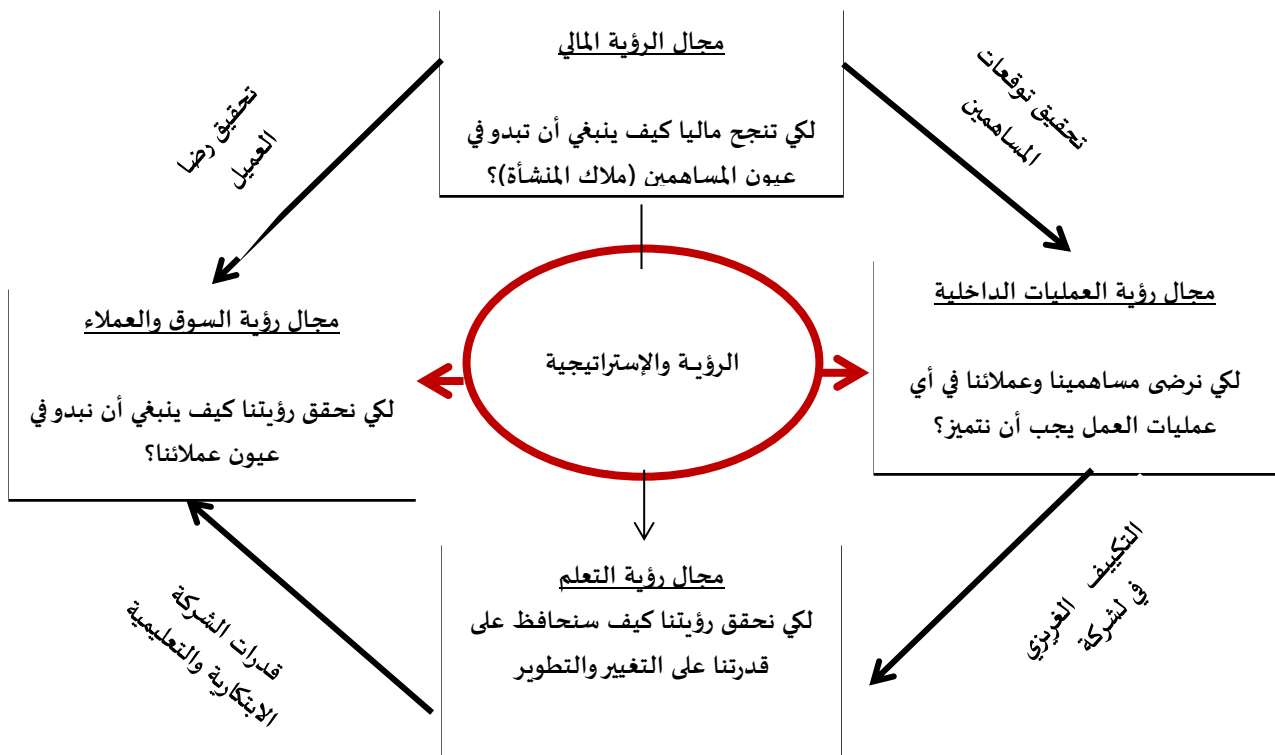 مجال الرؤية المالي
لكي تنجح ماليا كيف ينبغي أن تبدو في
عيون المساهمين (ملاك المنشأة)؟
تحقيق توقعات
المساهمين
تحقيق رضا
العميل
مجال رؤية العمليات الداخلية
لكي نرضى مساهمينا وعملائنا في أي
عمليات العمل يجب أن نتميز؟
الرؤية والإستراتيجية
مجال رؤية السوق والعملاء
لكي نحقق رؤيتنا كيف ينبغي أن نبدو في
عيون عملائنا؟
مجال رؤية التعلم
لكي نحقق رؤيتنا كيف سنحافظ على
قدرتنا على التغيير والتطوير
التكييف الغريزي
في لشركة
قدرات الشركة
الابتكارية والتعليمية